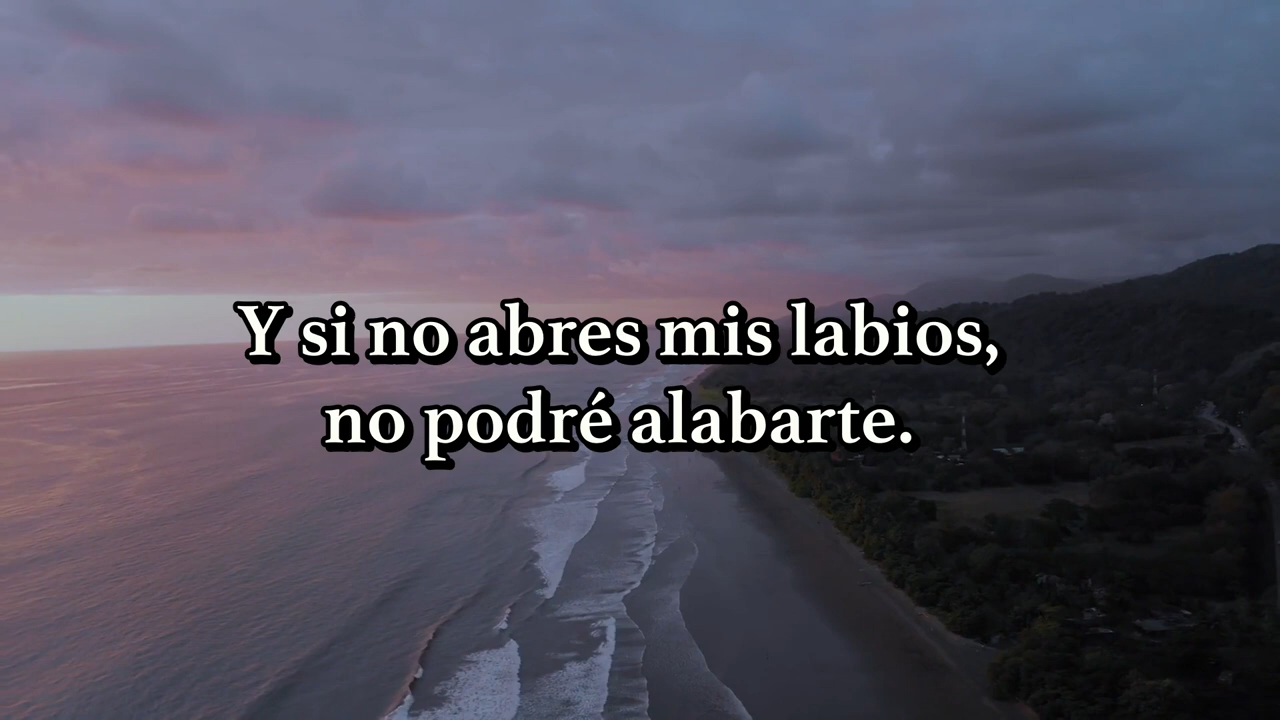 Y si no abres mis labios,
no podré alabarte.